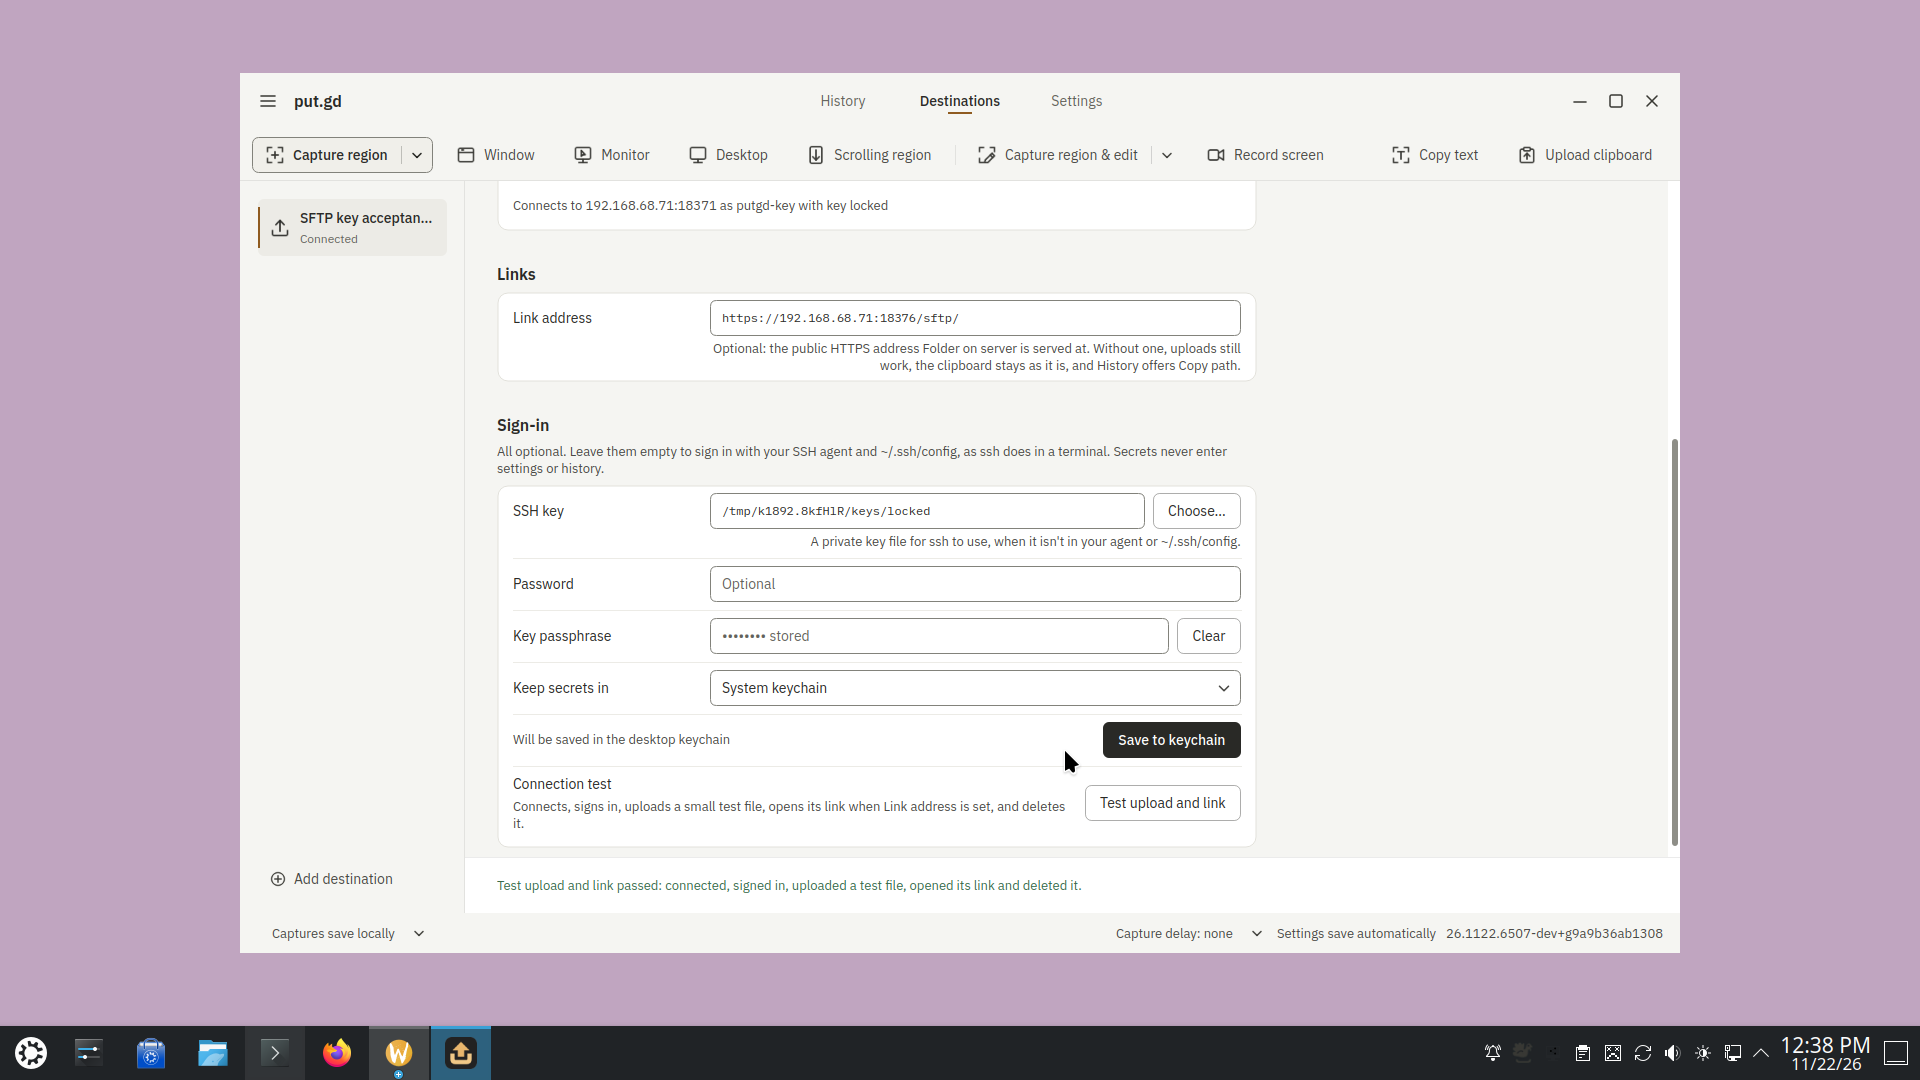 put.gd
History
Destinations
Settings
Capture region
Window
Monitor
Desktop
Scrolling region
Capture region & edit
Record screen
Copy text
Upload clipboard
SFTP key acceptan...
Connected
Connects to 192.168.68.71:18371 as putgd-key with key locked
Links
Link address
https://192.168.68.71:18376/sftp/
Optional: the public HTTPS address Folder on server is served at. Without one, uploads still
work, the clipboard stays as it is, and History offers Copy path.
Sign-in
All optional. Leave them empty to sign in with your SSH agent and ~/.ssh/config, as ssh does in a terminal. Secrets never enter
settings or history.
SSH key
/tmp/k1892.8kfHlR/keys/locked
Choose...
A private key file for ssh to use, when it isn't in your agent or ~/.ssh/config.
Password
Optional
Key passphrase
•••••••• stored
Clear
Keep secrets in
System keychain
Will be saved in the desktop keychain
Save to keychain
Connection test
Connects, signs in, uploads a small test file, opens its link when Link address is set, and deletes
it.
Test upload and link
Add destination
Test upload and link passed: connected, signed in, uploaded a test file, opened its link and deleted it.
Captures save locally
Capture delay: none
Settings save automatically
26.1122.6507-dev+g9a9b36ab1308
12:38 PM
11/22/26